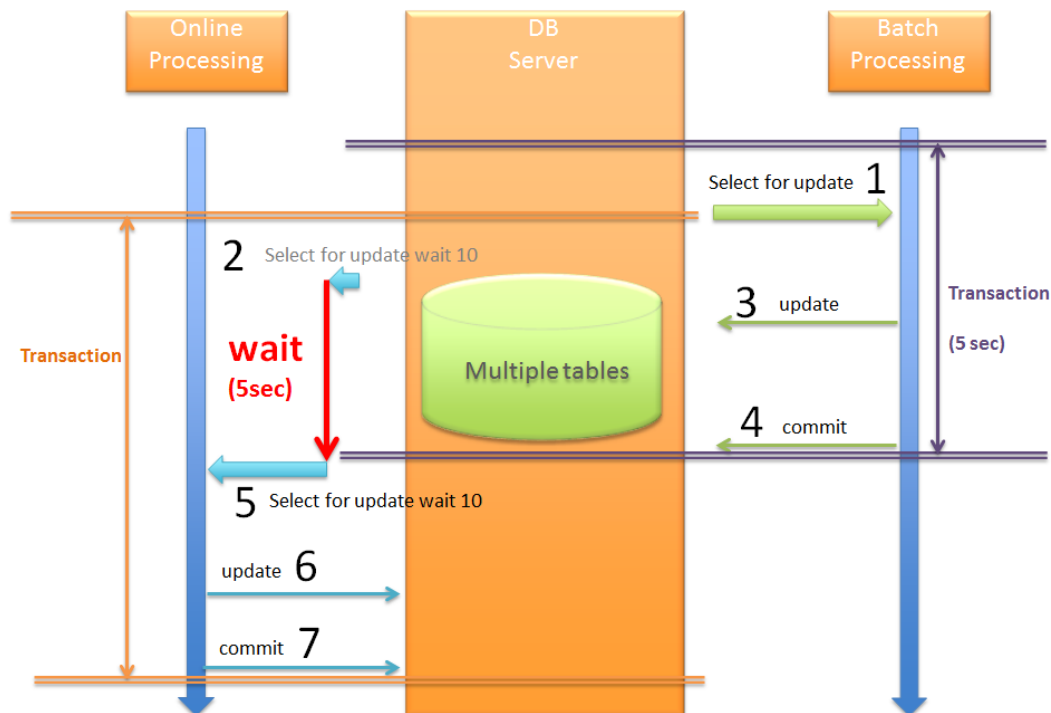 Online
Processing
DB
Server
Batch
Processing
Select for update 1
2 Select for update wait 10
3 update
Transaction
(5 sec)
Transaction
wait
(5sec)
Multiple tables
4 commit
5 Select for update wait 10
update 6
commit 7